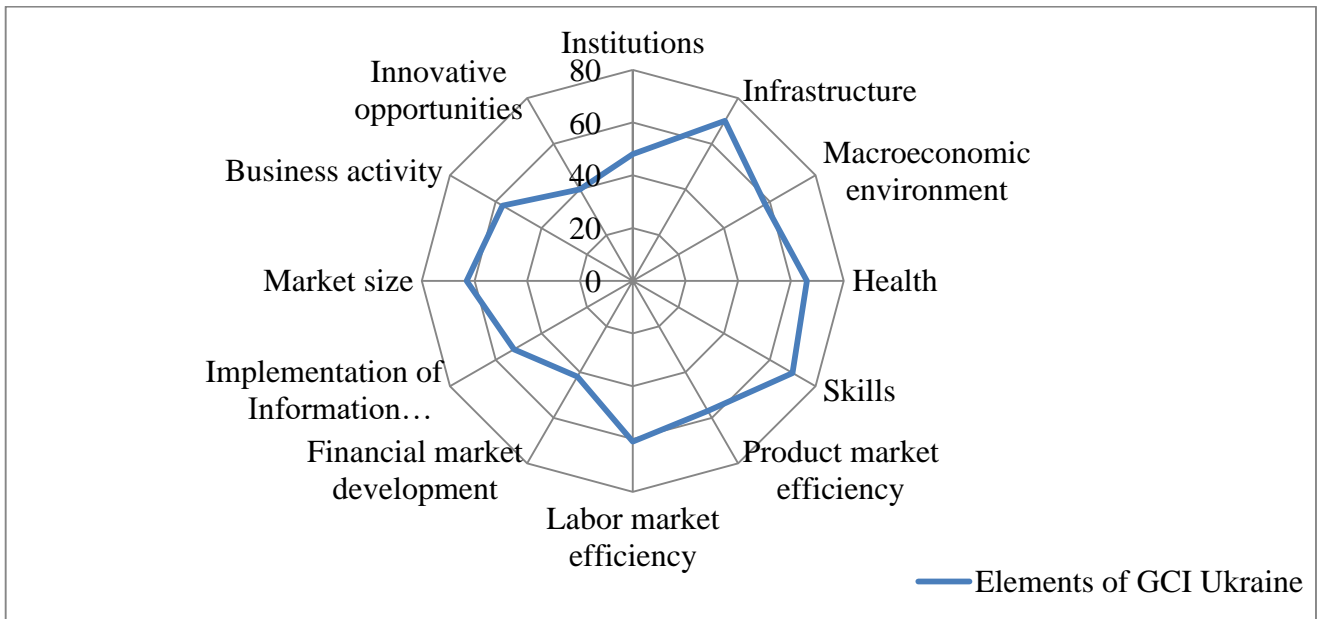 Institutions
80
60
40
20
0
Infrastructure
Macroeconomic
environment
Health
Skills
Product market
efficiency
Labor market
efficiency
Financial market
development
Implementation of
Information…
Market size
Business activity
Innovative
opportunities
Elements of GCI Ukraine